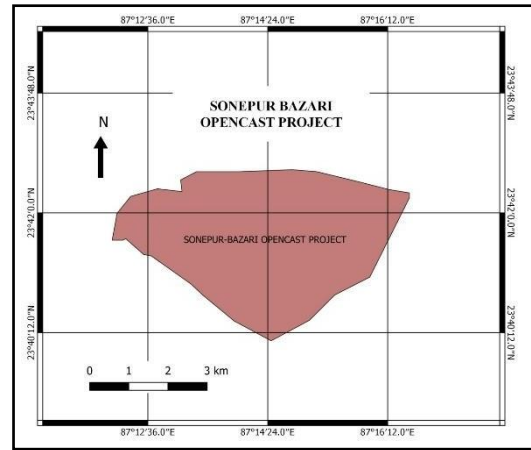 87°12'36.0"E 87°14'24.0"E 87°16'12.0"E
SONEPUR BAZARI
OPENCAST PROJECT
23°43'48.0"N 23°43'48.0"N
N
23°42'0.0"N 23°42'0.0"N
SONEPUR-BAZARI OPENCAST PROJECT
23°40'12.0"N 23°40'12.0"N
0 1 2 3 km
87°12'36.0"E 87°14'24.0"E 87°16'12.0"E